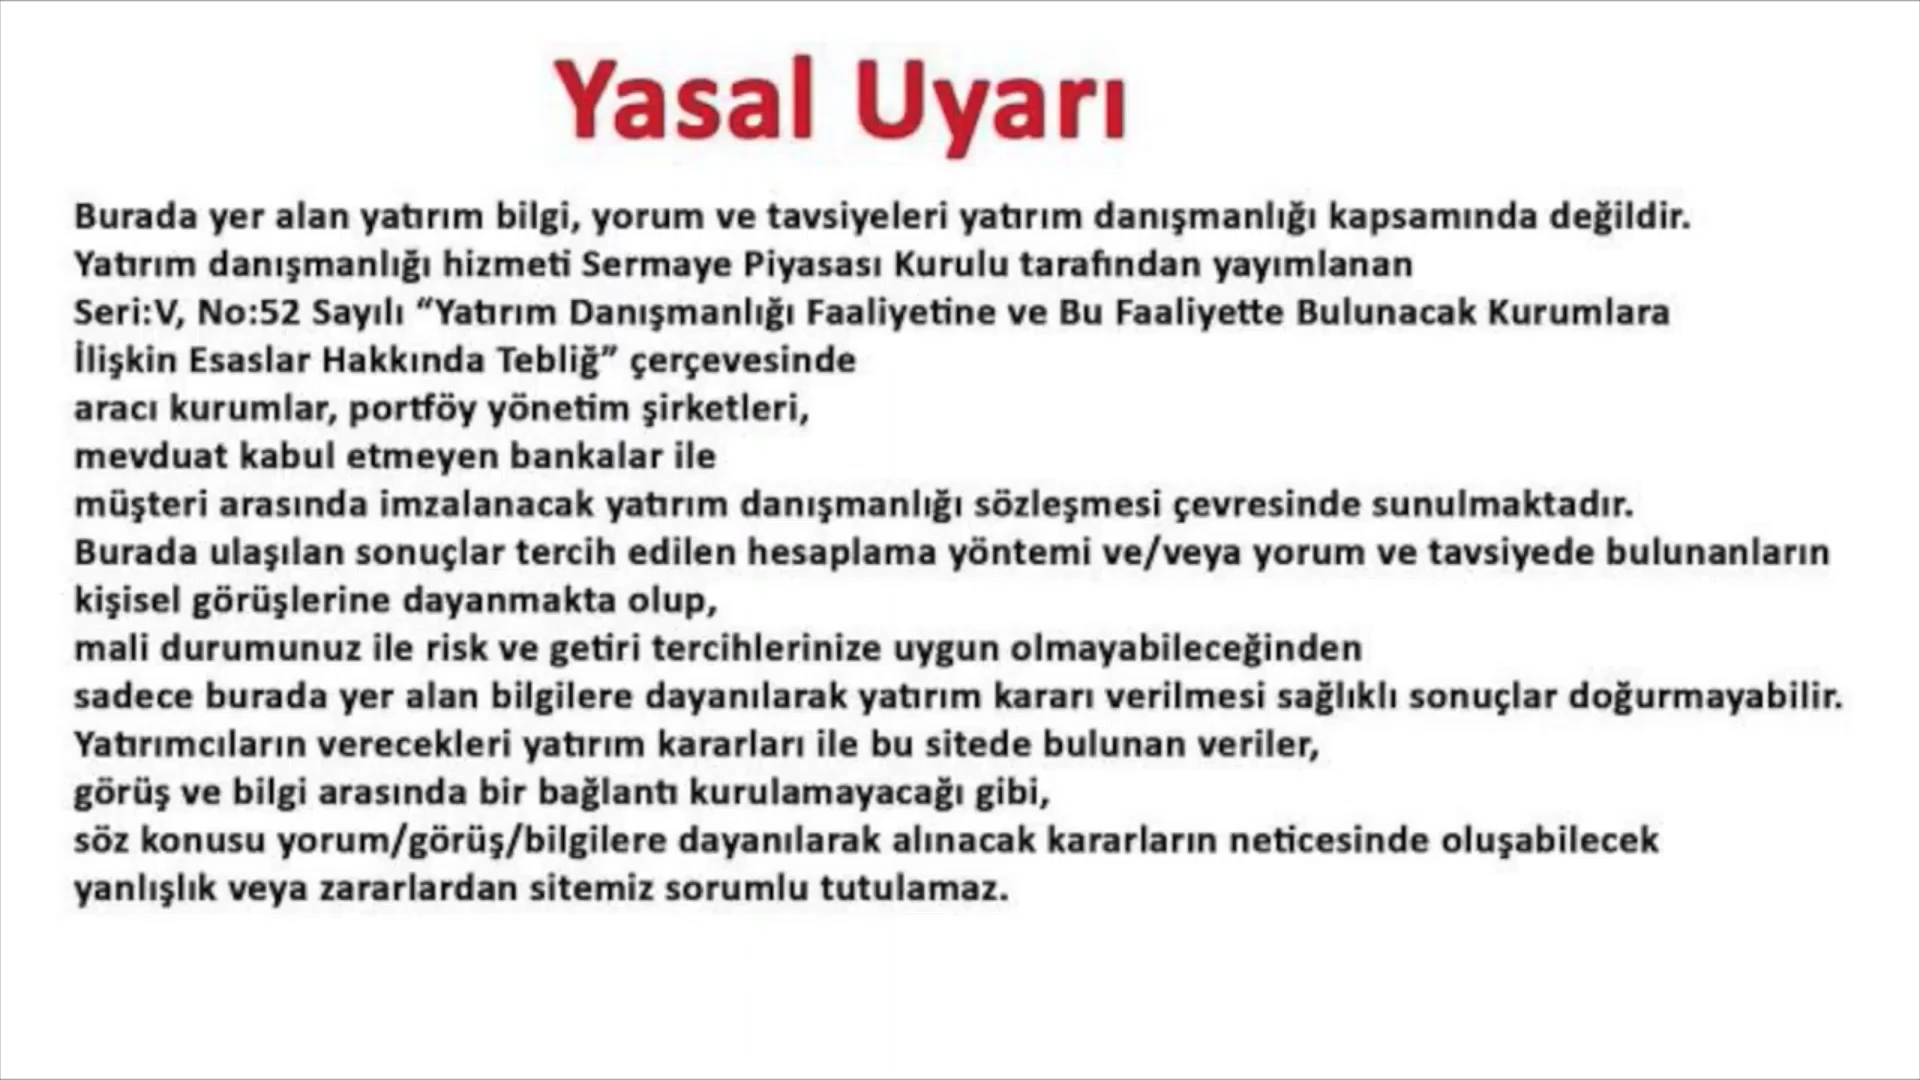 Yasal Uyarı
Burada yer alan yatırım bilgi, yorum ve tavsiyeleri yatırım danışmanlığı kapsamında değildir.
Yatırım danışmanlığı hizmeti Sermaye Piyasası Kurulu tarafından yayımlanan
Seri:V, No:52 Sayılı “Yatırım Danışmanlığı Faaliyetine ve Bu Faaliyette Bulunacak Kurumlara
İlişkin Esaslar Hakkında Tebliğ” çerçevesinde
aracı kurumlar, portföy yönetim şirketleri,
mevduat kabul etmeyen bankalar ile
müşteri arasında imzalanacak yatırım danışmanlığı sözleşmesi çevresinde sunulmaktadır.
Burada ulaşılan sonuçlar tercih edilen hesaplama yöntemi ve/veya yorum ve tavsiyede bulunanların
kişisel görüşlerine dayanmakta olup,
mali durumunuz ile risk ve getiri tercihlerinize uygun olmayabileceğinden
sadece burada yer alan bilgilere dayanılarak yatırım kararı verilmesi sağlıklı sonuçlar doğurmayabilir.
Yatırımcıların verecekleri yatırım kararları ile bu sitede bulunan veriler,
görüş ve bilgi arasında bir bağlantı kurulamayacağı gibi,
söz konusu yorum/görüş/bilgilere dayanılarak alınacak kararların neticesinde oluşabilecek
yanlışlık veya zararlardan sitemiz sorumlu tutulamaz.